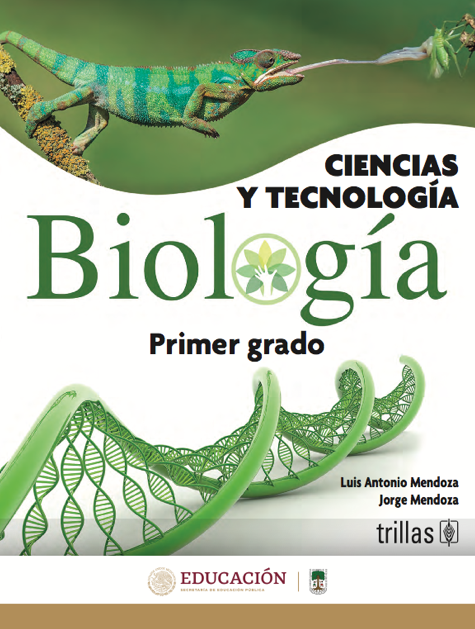 CIENCIAS
Y TECNOLOGÍA
Biología
Primer grado
Luis Antonio Mendoza
Jorge Mendoza
trillas
EDUCACIÓN
SECRETARÍA DE EDUCACIÓN PÚBLICA